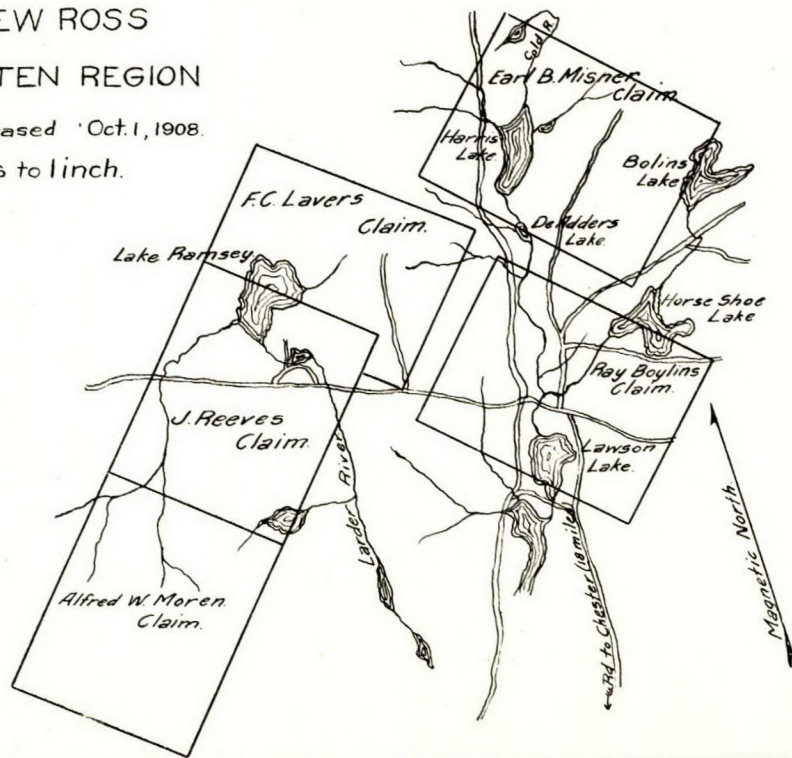 EW ROSS
TEN REGION
ased Oct. 1, 1908.
s to 1 inch.
Gold R.
Earl B. Misner
Claim
Harris
Lake.
Bolins
Lake
F.C. Lavers
Claim.
DeAdders
Lake.
Lake Ramsey
Horse Shoe
Lake
Ray Boylins
Claim.
J. Reeves
Claim.
Lawson
Lake.
Larder River
Alfred W. Moren.
Claim.
Rd to Chester (18 miles
Magnetic North.